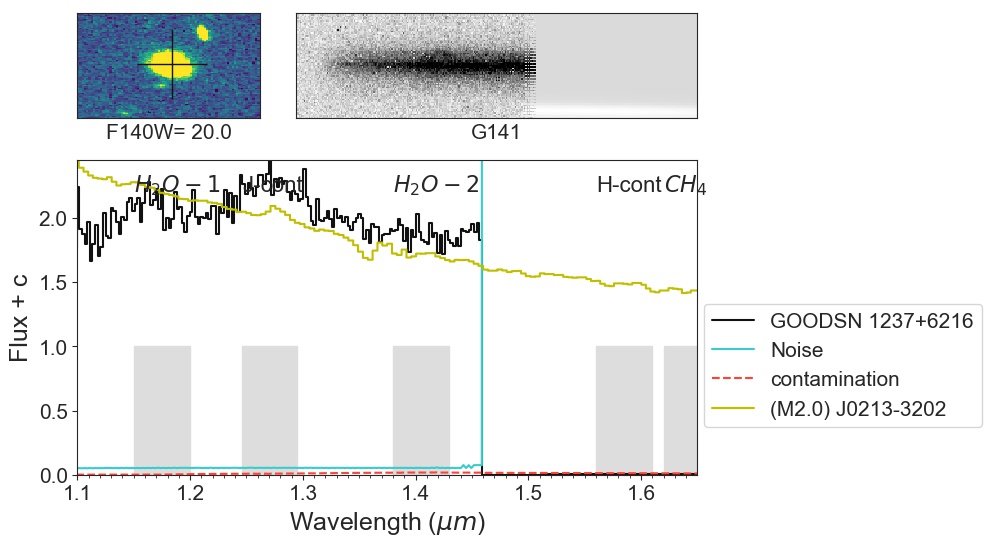 F140W= 20.0
G141
H₂O − 1 J-cont H₂O − 2 H-cont CH₄
2.0
1.5
1.0
0.5
0.0
Flux + c
1.1 1.2 1.3 1.4 1.5 1.6
Wavelength (μm)
GOODSN 1237+6216
Noise
contamination
(M2.0) J0213-3202